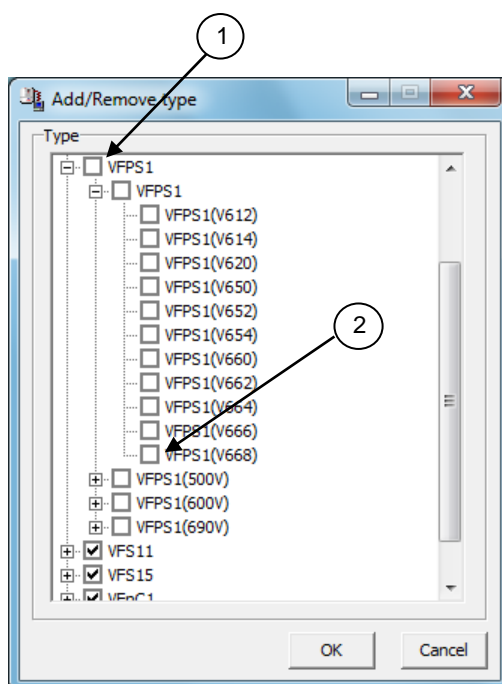 1
Add/Remove type
Type
VFPS1
VFPS1
VFPS1(V612)
VFPS1(V614)
VFPS1(V620)
VFPS1(V650)
VFPS1(V652)
2
VFPS1(V654)
VFPS1(V660)
VFPS1(V662)
VFPS1(V664)
VFPS1(V666)
VFPS1(V668)
VFPS1(500V)
VFPS1(600V)
VFPS1(690V)
VFS11
VFS15
VFnC1
OK Cancel